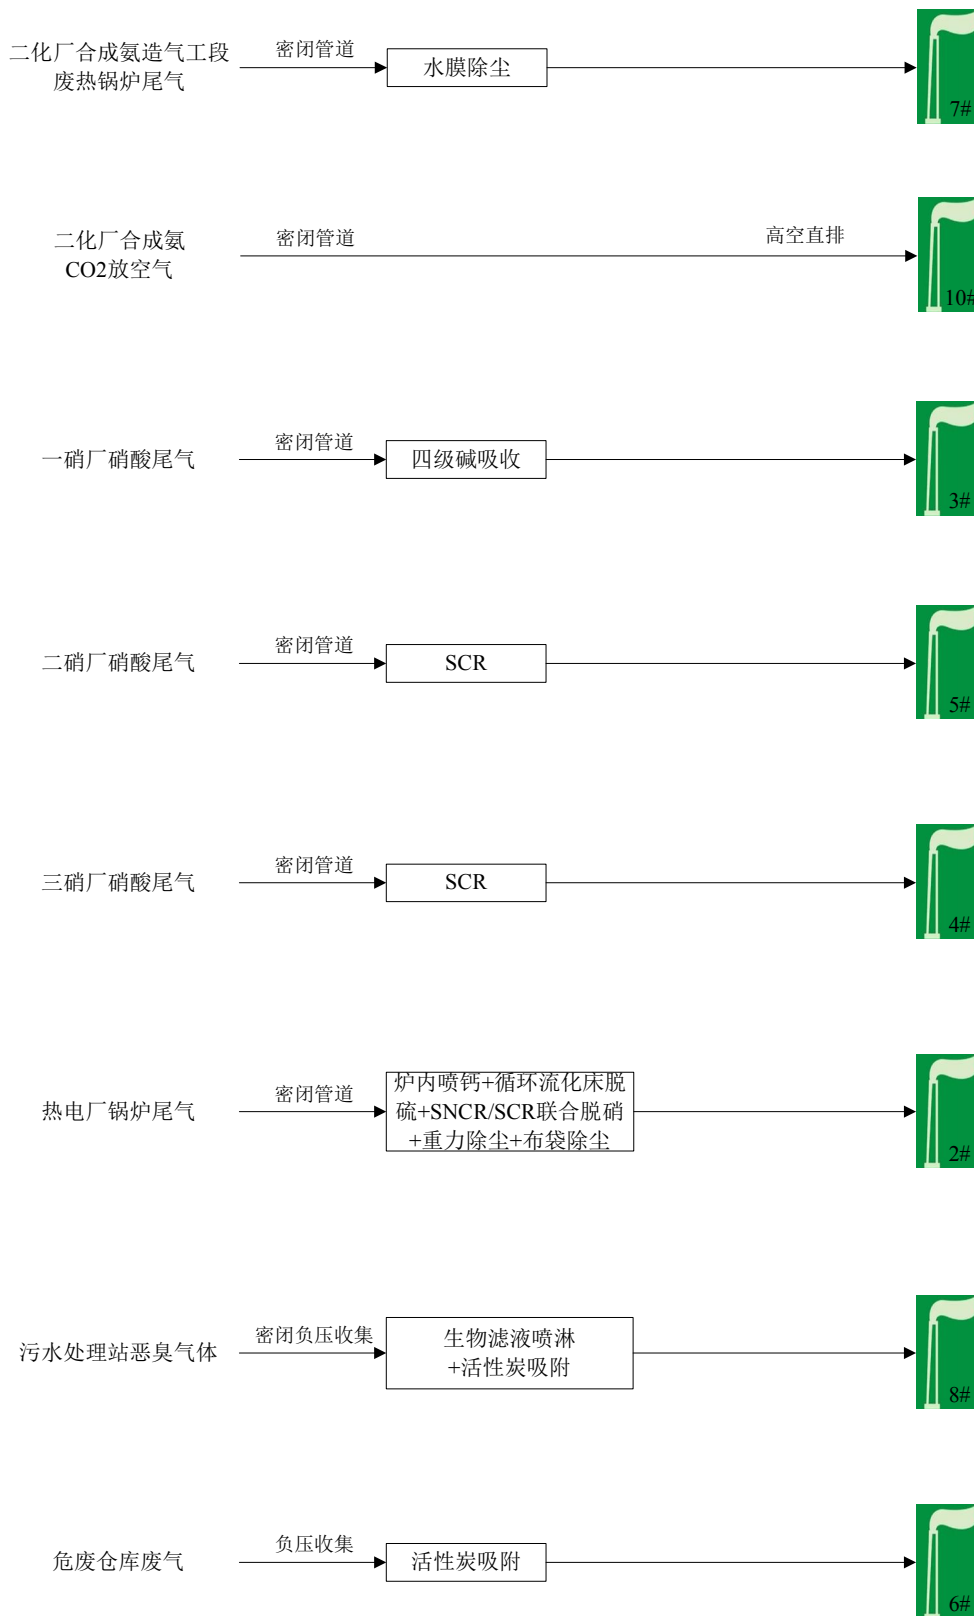 二化厂合成氨造气工段
废热锅炉尾气
密闭管道
水膜除尘
7#
二化厂合成氨
CO2放空气
密闭管道
高空直排
10#
一硝厂硝酸尾气
密闭管道
四级碱吸收
3#
二硝厂硝酸尾气
密闭管道
SCR
5#
三硝厂硝酸尾气
密闭管道
SCR
4#
热电厂锅炉尾气
密闭管道
炉内喷钙+循环流化床脱
硫+SNCR/SCR联合脱硝
+重力除尘+布袋除尘
2#
污水处理站恶臭气体
密闭负压收集
生物滤液喷淋
+活性炭吸附
8#
危废仓库废气
负压收集
活性炭吸附
6#